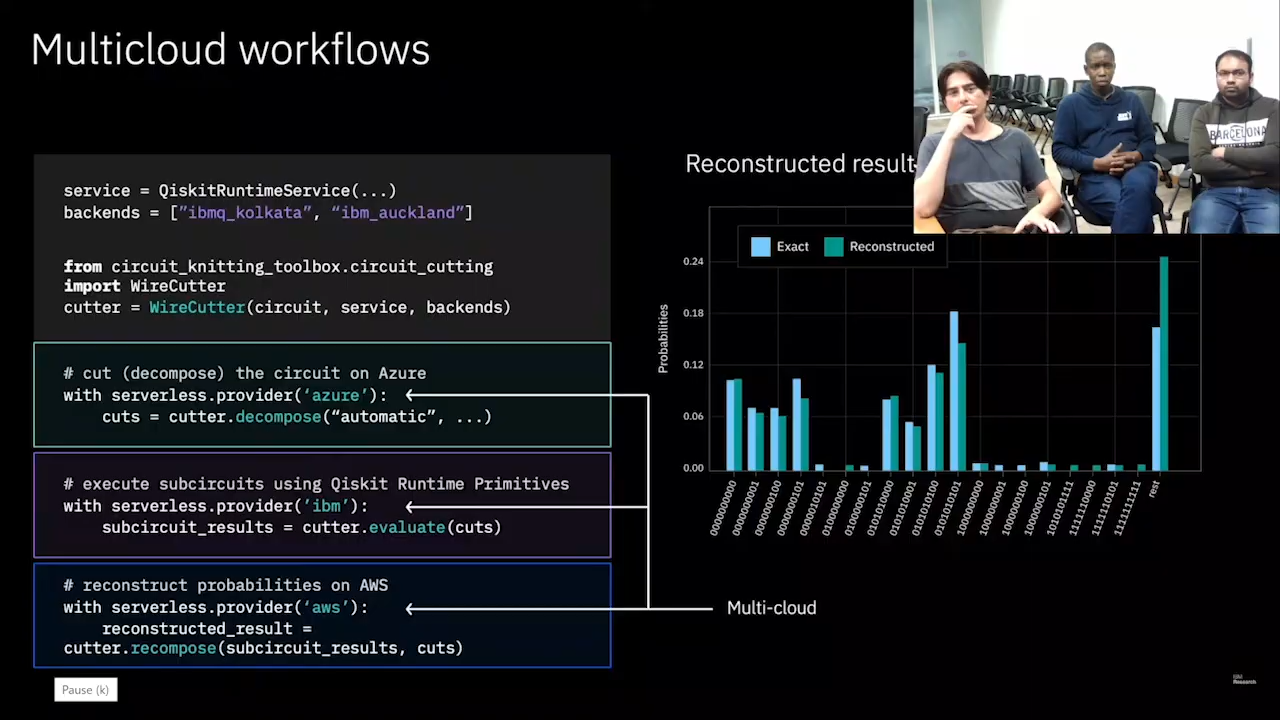 Multicloud workflows
service = QiskitRuntimeService(...)
backends = [”ibmq_kolkata”, “ibm_auckland”]
from circuit_knitting_toolbox.circuit_cutting
import WireCutter
cutter = WireCutter(circuit, service, backends)
# cut (decompose) the circuit on Azure
with serverless.provider(‘azure’):
cuts = cutter.decompose(“automatic”, ...)
# execute subcircuits using Qiskit Runtime Primitives
with serverless.provider(’ibm’):
subcircuit_results = cutter.evaluate(cuts)
# reconstruct probabilities on AWS
with serverless.provider(‘aws’):
reconstructed_result =
cutter.recompose(subcircuit_results, cuts)
Pause (k)
Reconstructed result
BARCELONA
Exact
Reconstructed
Probabilities
0.24
0.18
0.12
0.06
0.00
rest
Multi-cloud
Research